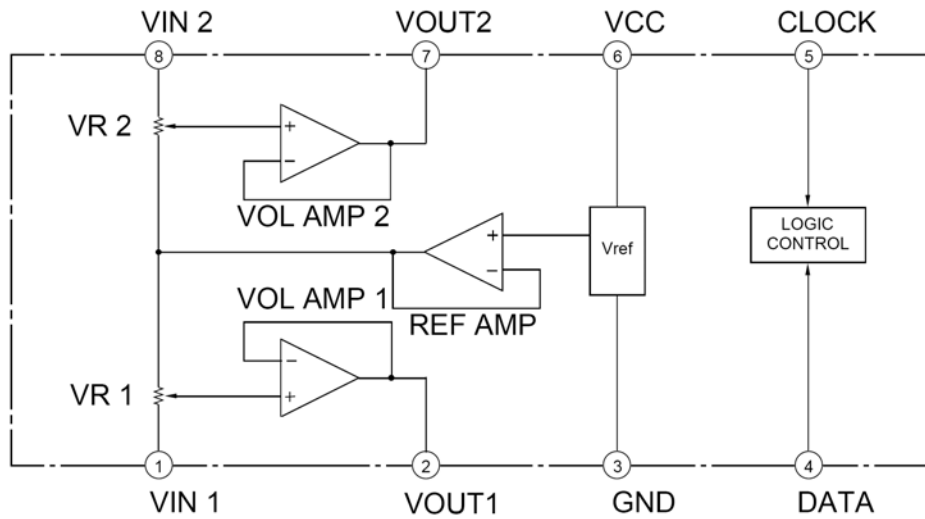 VIN 2 VOUT2 VCC CLOCK
8 7 6 5
VR 2
+
−
VOL AMP 2
+
−
Vref
LOGIC
CONTROL
VOL AMP 1
REF AMP
−
+
VR 1
1 2 3 4
VIN 1 VOUT1 GND DATA